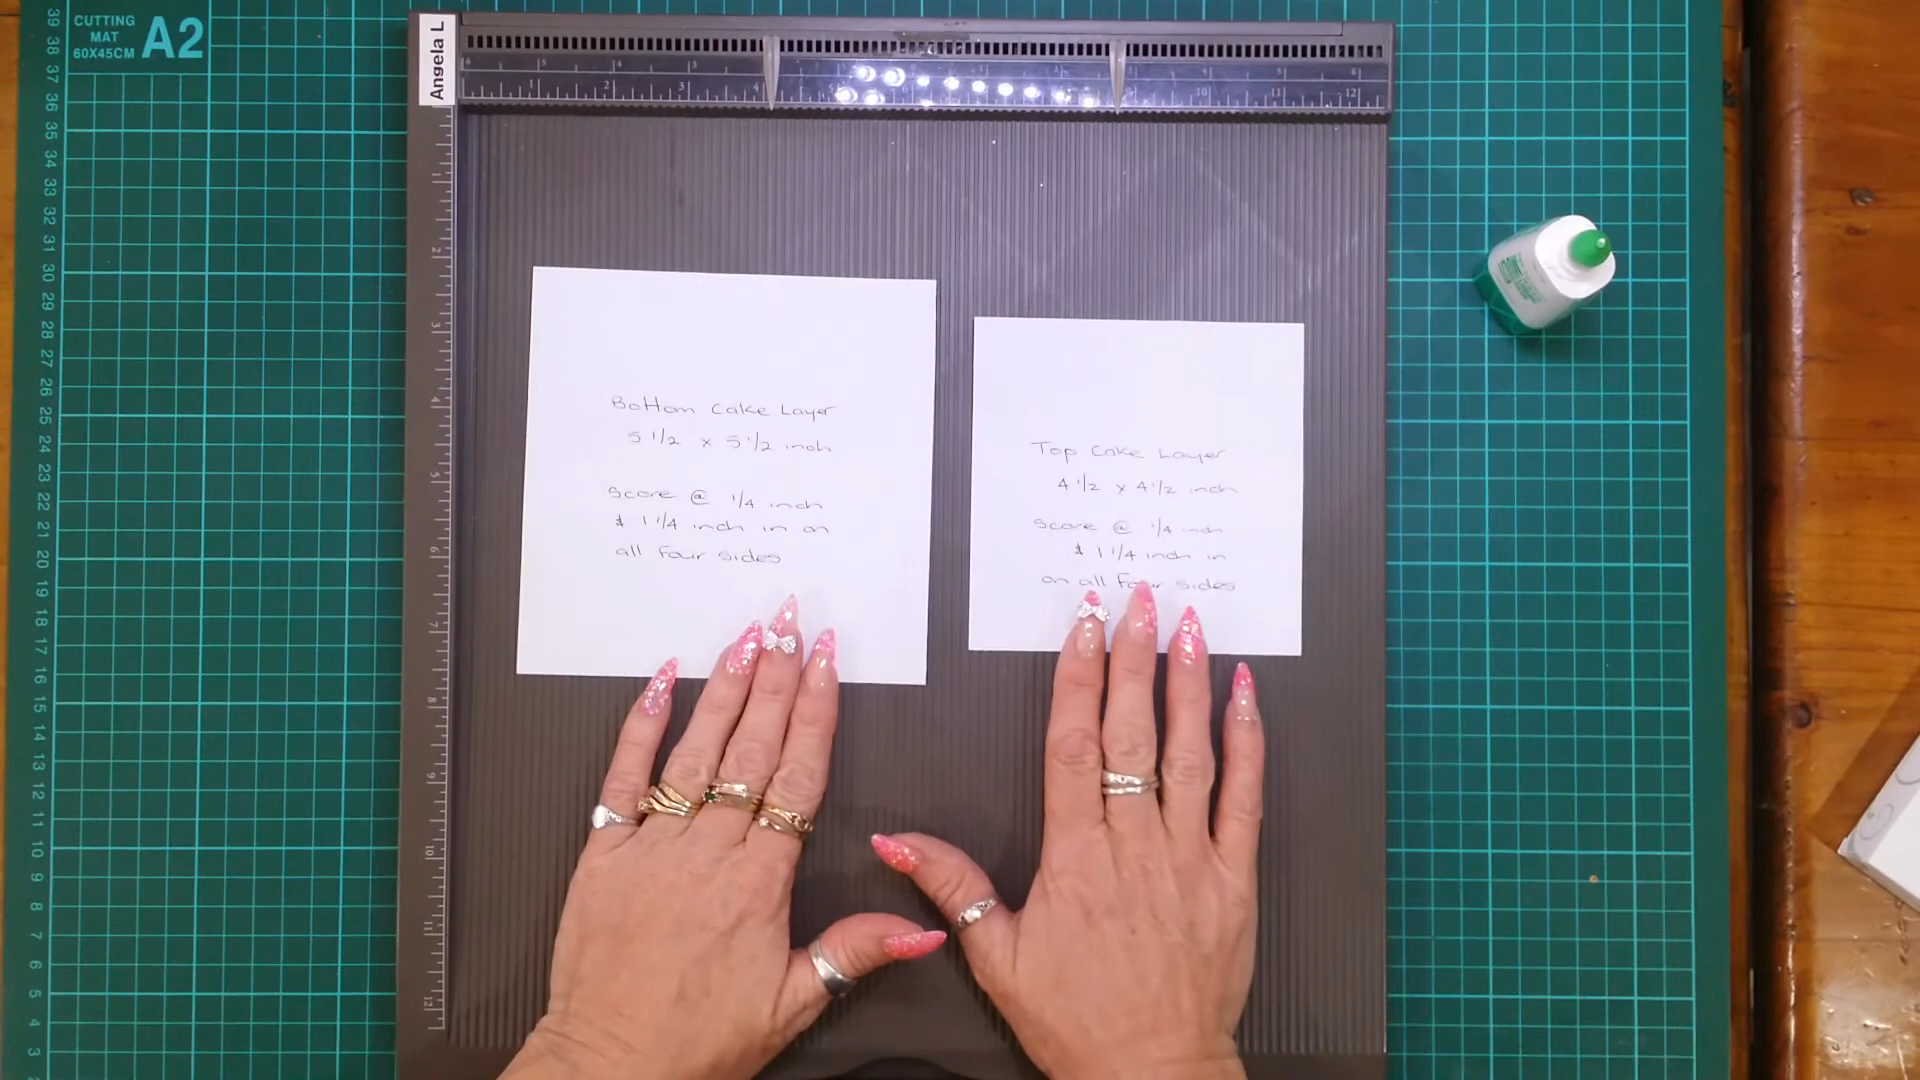 CUTTING
MAT
60X45CM
A2
Angela L
Bottom Cake Layer
5 1/2 x 5 1/2 inch
Score @ 1/4 inch
& 1 1/4 inch in on
all four sides
Top Cake Layer
4 1/2 x 4 1/2 inch
Score @ 1/4 inch
& 1 1/4 inch in
on all four sides